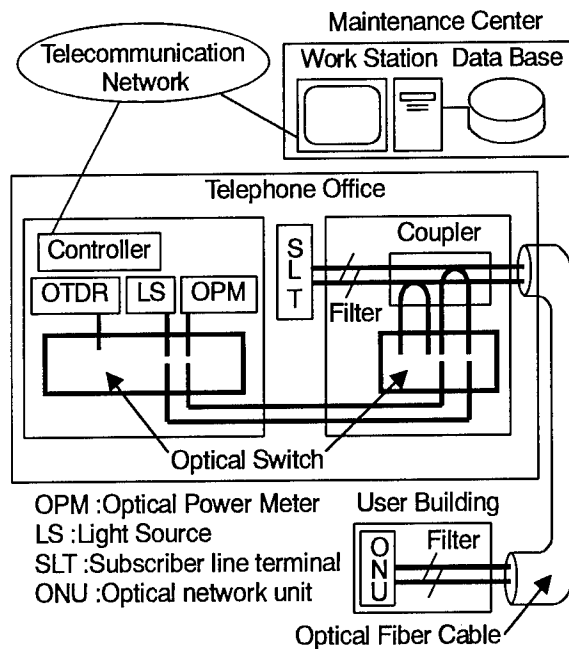 Maintenance Center
Telecommunication
Network
Work Station Data Base
Telephone Office
Controller
OTDR LS OPM
SLT
Coupler
Filter
Optical Switch
OPM :Optical Power Meter
LS :Light Source
SLT :Subscriber line terminal
ONU :Optical network unit
User Building
ONU
Filter
Optical Fiber Cable